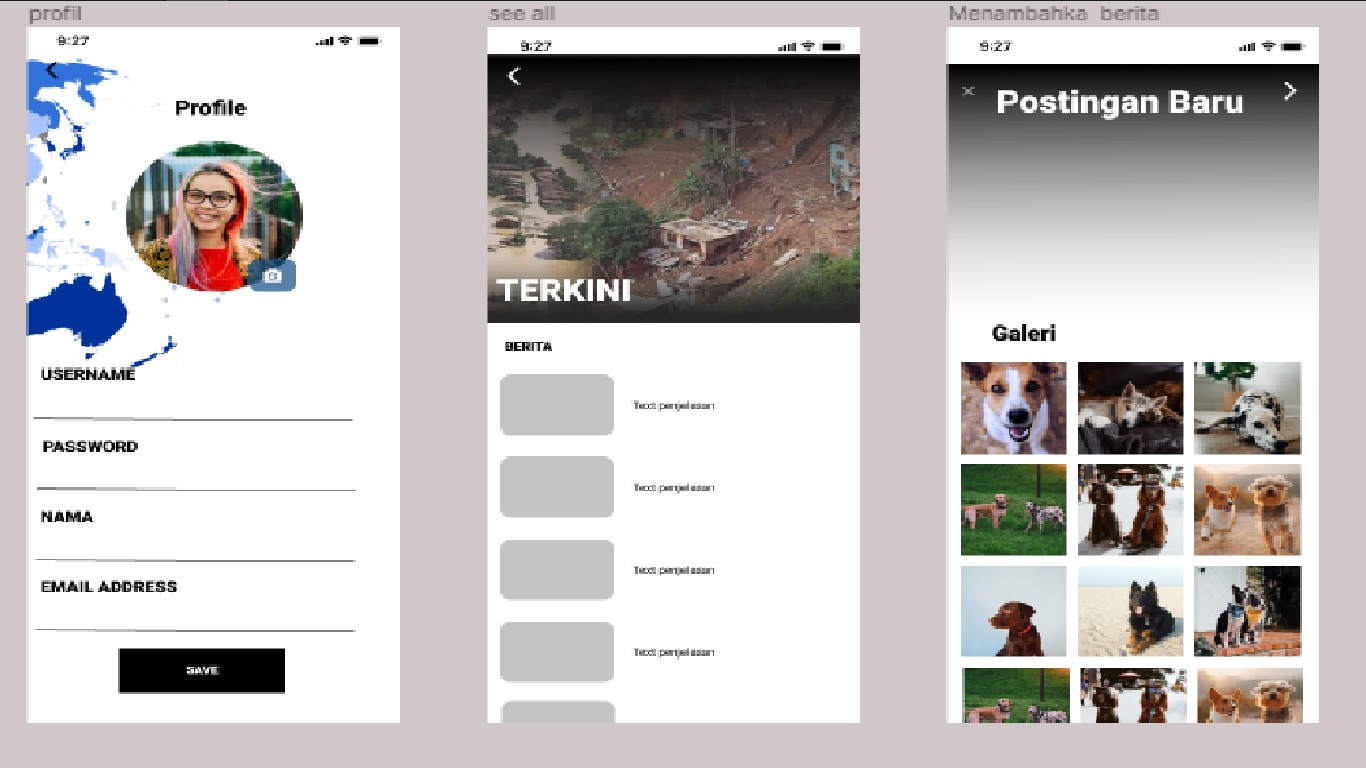 profil
9:27
Profile
USERNAME
PASSWORD
NAMA
EMAIL ADDRESS
SAVE
see all
9:27
TERKINI
BERITA
Text penjelasan
Text penjelasan
Text penjelasan
Text penjelasan
Menambahka berita
9:27
Postingan Baru
Galeri